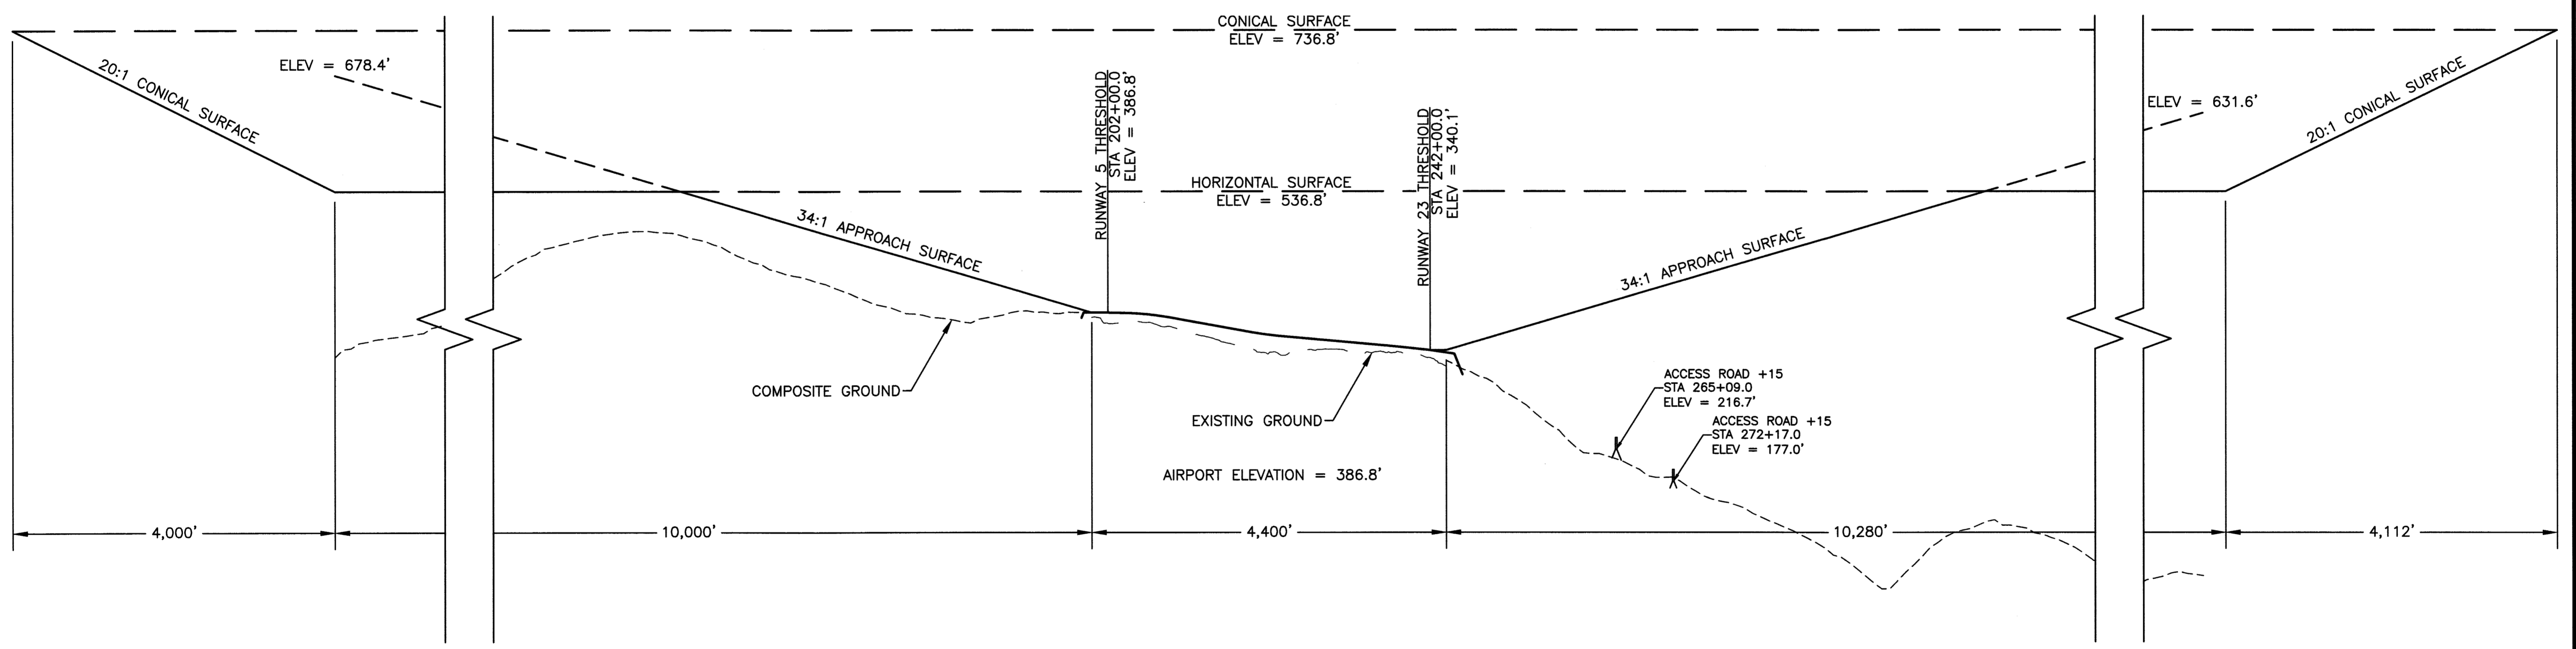 CONICAL SURFACE
ELEV = 736.8'
20:1 CONICAL SURFACE
ELEV = 678.4'
RUNWAY 5 THRESHOLD
STA 202+00.0
ELEV = 386.8'
RUNWAY 23 THRESHOLD
STA 242+00.0
ELEV = 340.1'
ELEV = 631.6'
20:1 CONICAL SURFACE
HORIZONTAL SURFACE
ELEV = 536.8'
34:1 APPROACH SURFACE
34:1 APPROACH SURFACE
COMPOSITE GROUND
EXISTING GROUND
ACCESS ROAD +15
STA 265+09.0
ELEV = 216.7'
ACCESS ROAD +15
STA 272+17.0
ELEV = 177.0'
AIRPORT ELEVATION = 386.8'
4,000'
10,000'
4,400'
10,280'
4,112'